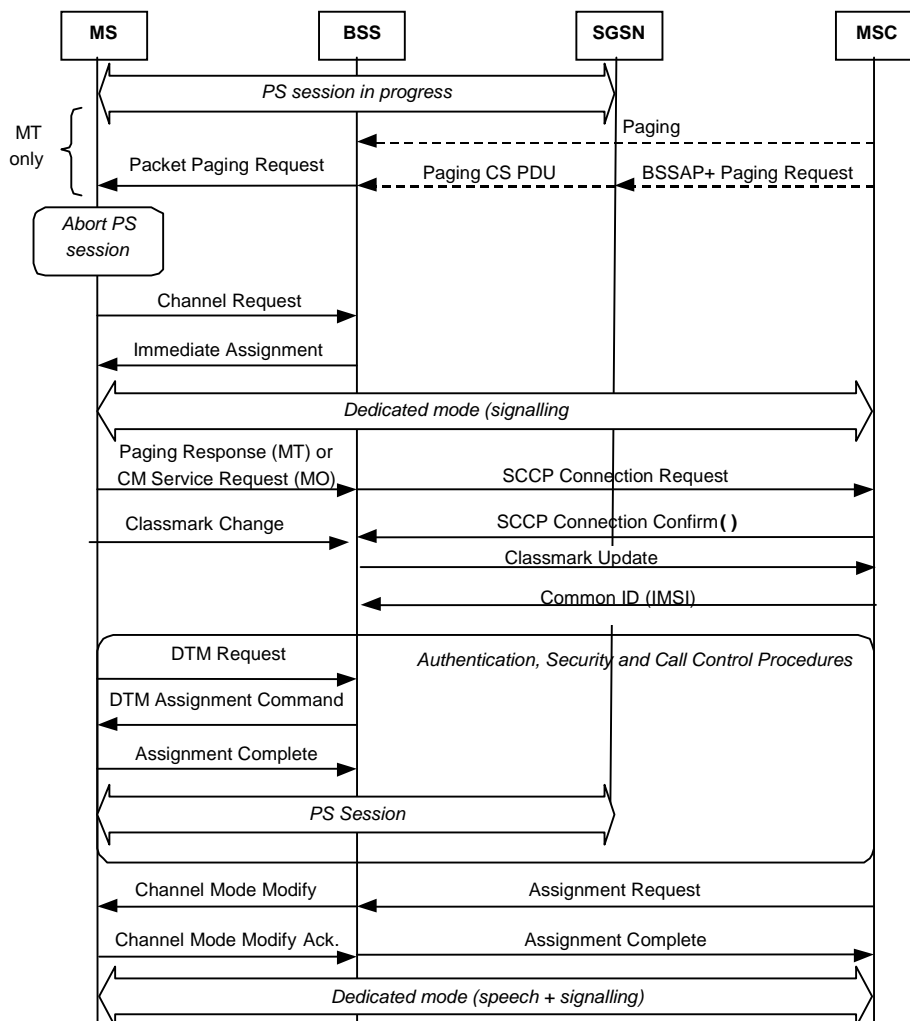 MS BSS SGSN MSC
PS session in progress
MT
only
Paging
Packet Paging Request Paging CS PDU BSSAP+ Paging Request
Abort PS
session
Channel Request
Immediate Assignment
Dedicated mode (signalling
Paging Response (MT) or
CM Service Request (MO) SCCP Connection Request
Classmark Change SCCP Connection Confirm()
Classmark Update
Common ID (IMSI)
DTM Request Authentication, Security and Call Control Procedures
DTM Assignment Command
Assignment Complete
PS Session
Channel Mode Modify Assignment Request
Channel Mode Modify Ack. Assignment Complete
Dedicated mode (speech + signalling)